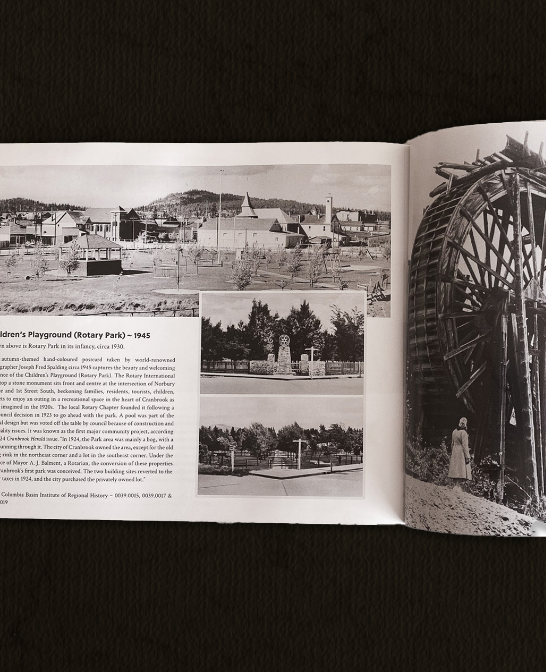 ldren's Playground (Rotary Park) ~ 1945
n above is Rotary Park in its infancy, circa 1930.
autumn-themed hand-coloured postcard taken by world-renowned
grapher Joseph Fred Spalding circa 1945 captures the beauty and welcoming
nce of the Children's Playground (Rotary Park). The Rotary International
top a stone monument sits front and centre at the intersection of Norbury
e and 1st Street South, beckoning families, residents, tourists, children,
ets to enjoy an outing in a recreational space in the heart of Cranbrook as
imagined in the 1920s. The local Rotary Chapter founded it following a
uncil decision in 1925 to go ahead with the park. A pool was part of the
al design but was voted off the table by council because of construction and
ality issues. It was known as the first major community project, according
24 Cranbrook Herald issue. "In 1924, the Park area was mainly a bog, with a
unning through it. The city of Cranbrook owned the area, except for the old
rink in the northeast corner and a lot in the southeast corner. Under the
ce of Mayor A. J. Balment, a Rotarian, the conversion of these properties
ranbrook's first park was conceived. The two building sites reverted to the
taxes in 1924, and the city purchased the privately owned lot."
Columbia Basin Institute of Regional History ~ 0039.0015, 0039.0017 &
019